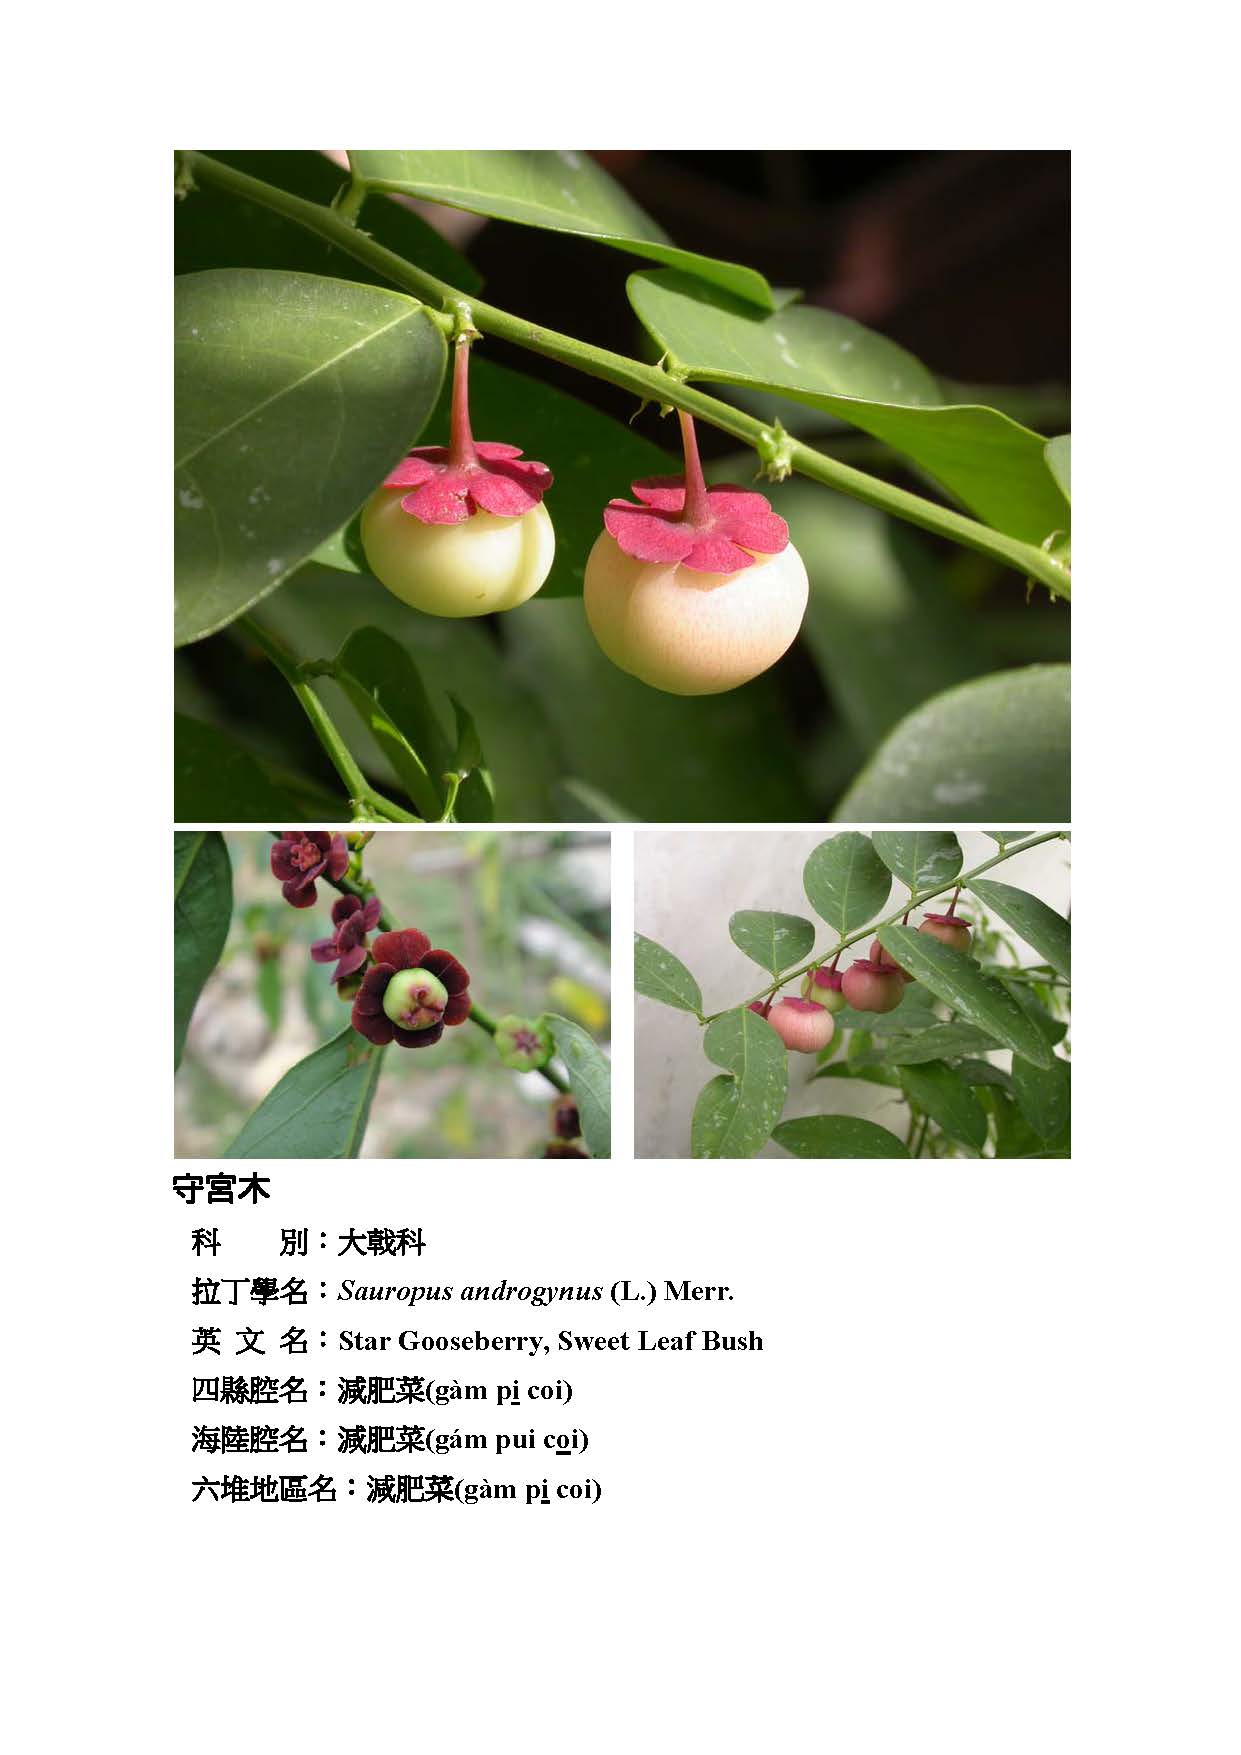 守宮木
科　　別：大戟科
拉丁學名：Sauropus androgynus (L.) Merr.
英 文 名：Star Gooseberry, Sweet Leaf Bush
四縣腔名：減肥菜(gàm pi̲ coi)
海陸腔名：減肥菜(gám pui co̲i)
六堆地區名：減肥菜(gàm pi̲ coi)